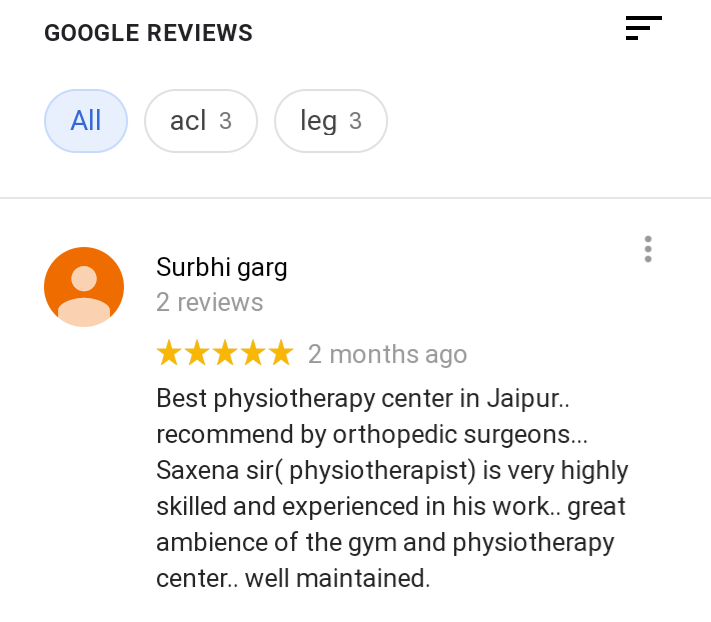 GOOGLE REVIEWS
All
acl 3
leg 3
Surbhi garg
2 reviews
2 months ago
Best physiotherapy center in Jaipur..
recommend by orthopedic surgeons...
Saxena sir( physiotherapist) is very highly
skilled and experienced in his work.. great
ambience of the gym and physiotherapy
center.. well maintained.